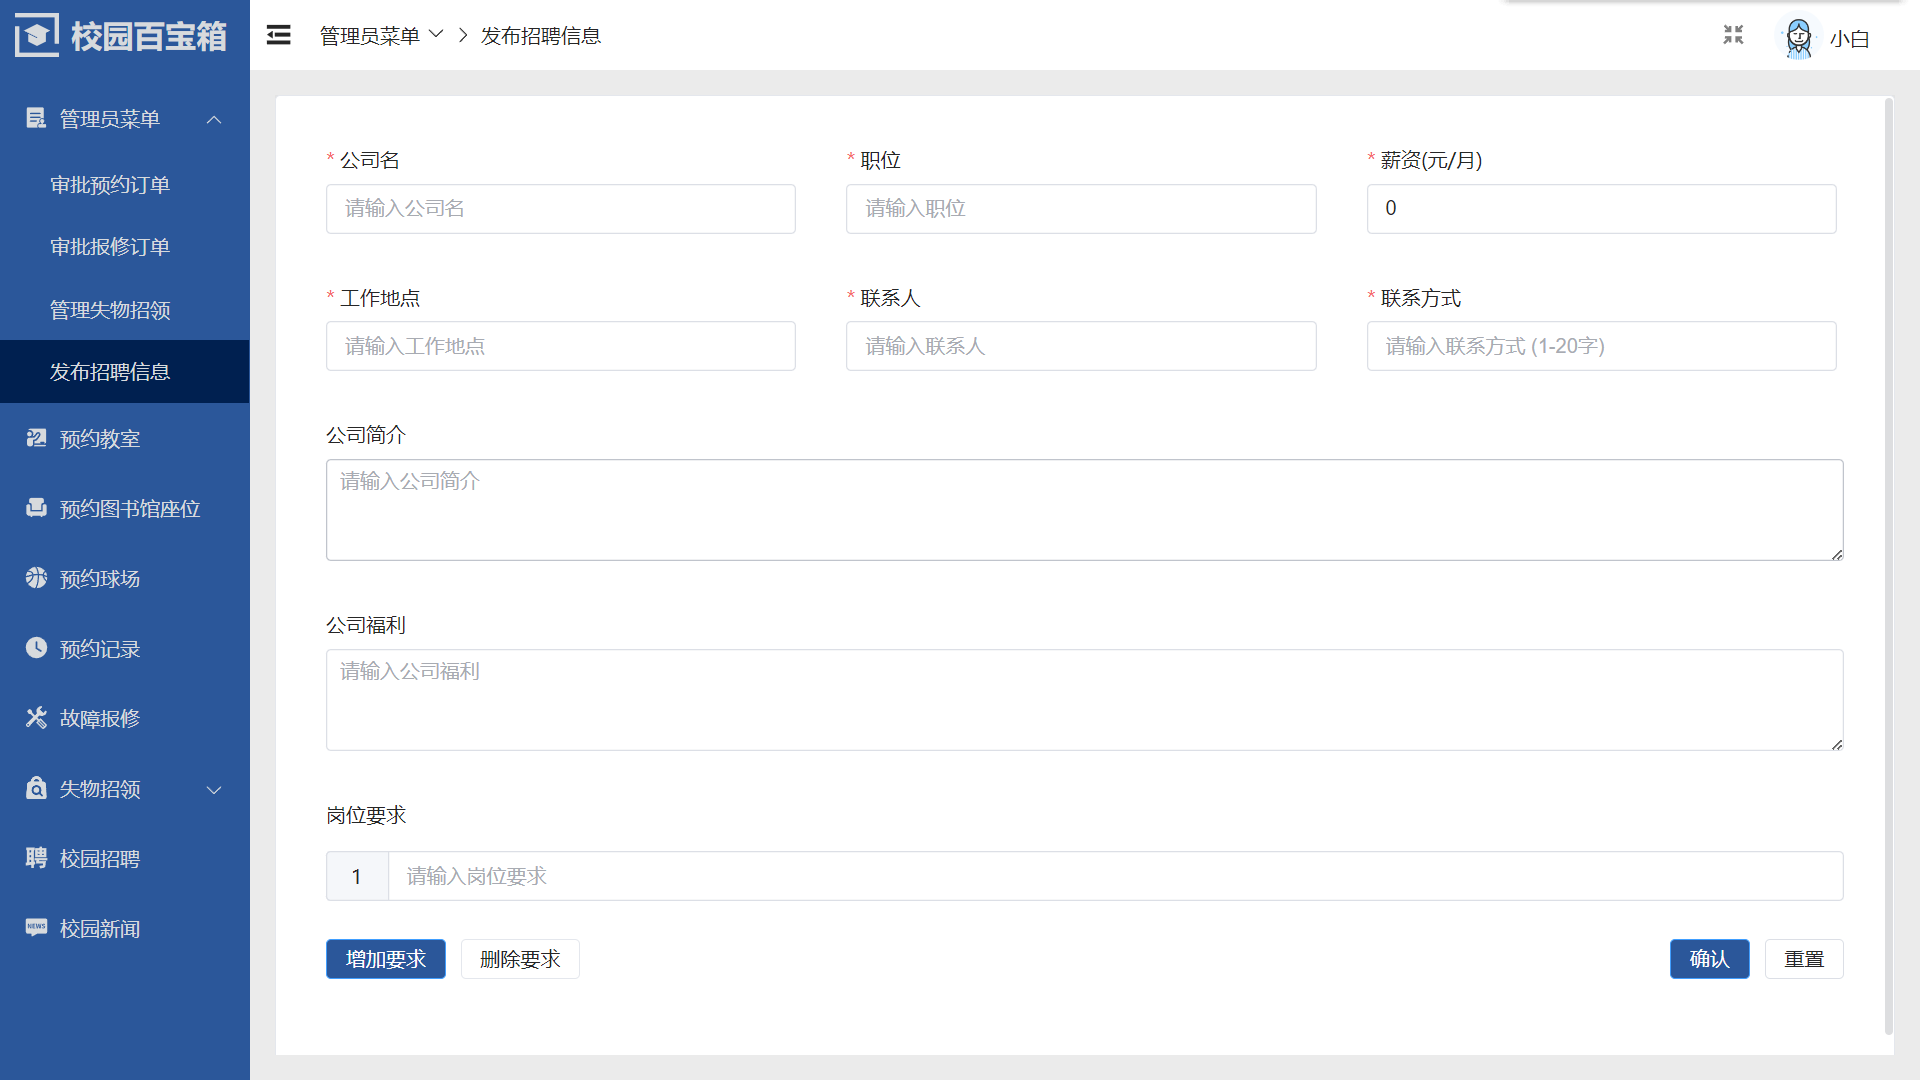 校园百宝箱
管理员菜单
审批预约订单
审批报修订单
管理失物招领
发布招聘信息
预约教室
预约图书馆座位
预约球场
预约记录
故障报修
失物招领
聘 校园招聘
NEWS 校园新闻
管理员菜单 > 发布招聘信息
小白
* 公司名
请输入公司名
* 职位
请输入职位
* 薪资(元/月)
0
* 工作地点
请输入工作地点
* 联系人
请输入联系人
* 联系方式
请输入联系方式 (1-20字)
公司简介
请输入公司简介
公司福利
请输入公司福利
岗位要求
1 请输入岗位要求
增加要求 删除要求 确认 重置